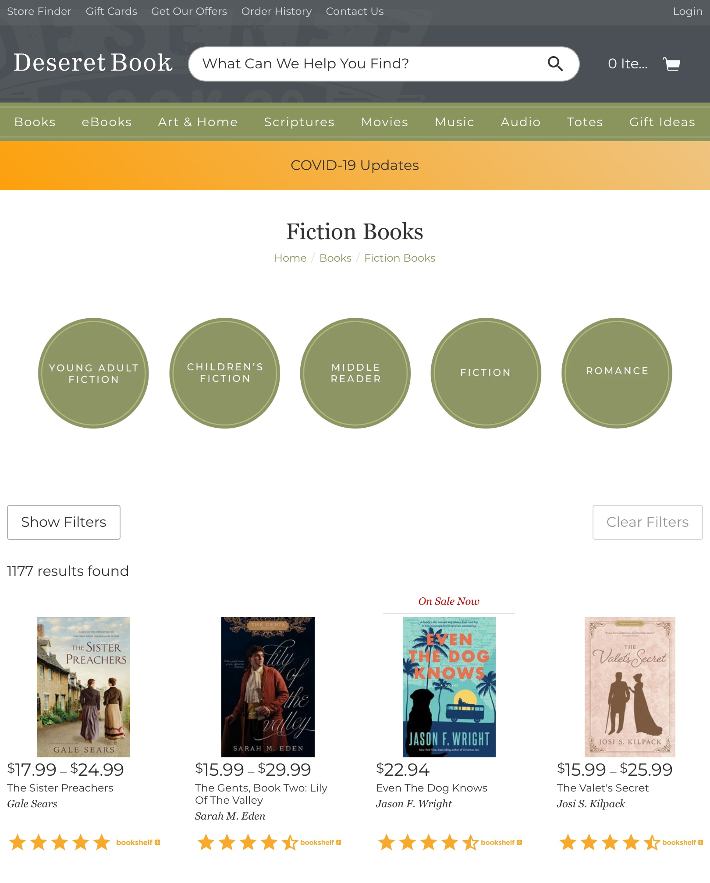 Store Finder Gift Cards Get Our Offers Order History Contact Us Login
Deseret Book What Can We Help You Find? 0 Ite...
Books eBooks Art & Home Scriptures Movies Music Audio Totes Gift Ideas
COVID-19 Updates
Fiction Books
Home / Books / Fiction Books
YOUNG ADULT
FICTION
CHILDREN'S
FICTION
MIDDLE
READER
FICTION
ROMANCE
Show Filters Clear Filters
1177 results found
On Sale Now
THE SISTER
PREACHERS
GALE SEARS
THE GENTS
lily
of
the
valley
SARAH M. EDEN
EVEN
THE DOG
KNOWS
JASON F. WRIGHT
The
Valet's Secret
JOSI S. KILPACK
$17.99 – $24.99
The Sister Preachers
Gale Sears
bookshelf
$15.99 – $29.99
The Gents, Book Two: Lily
Of The Valley
Sarah M. Eden
bookshelf
$22.94
Even The Dog Knows
Jason F. Wright
bookshelf
$15.99 – $25.99
The Valet's Secret
Josi S. Kilpack
bookshelf